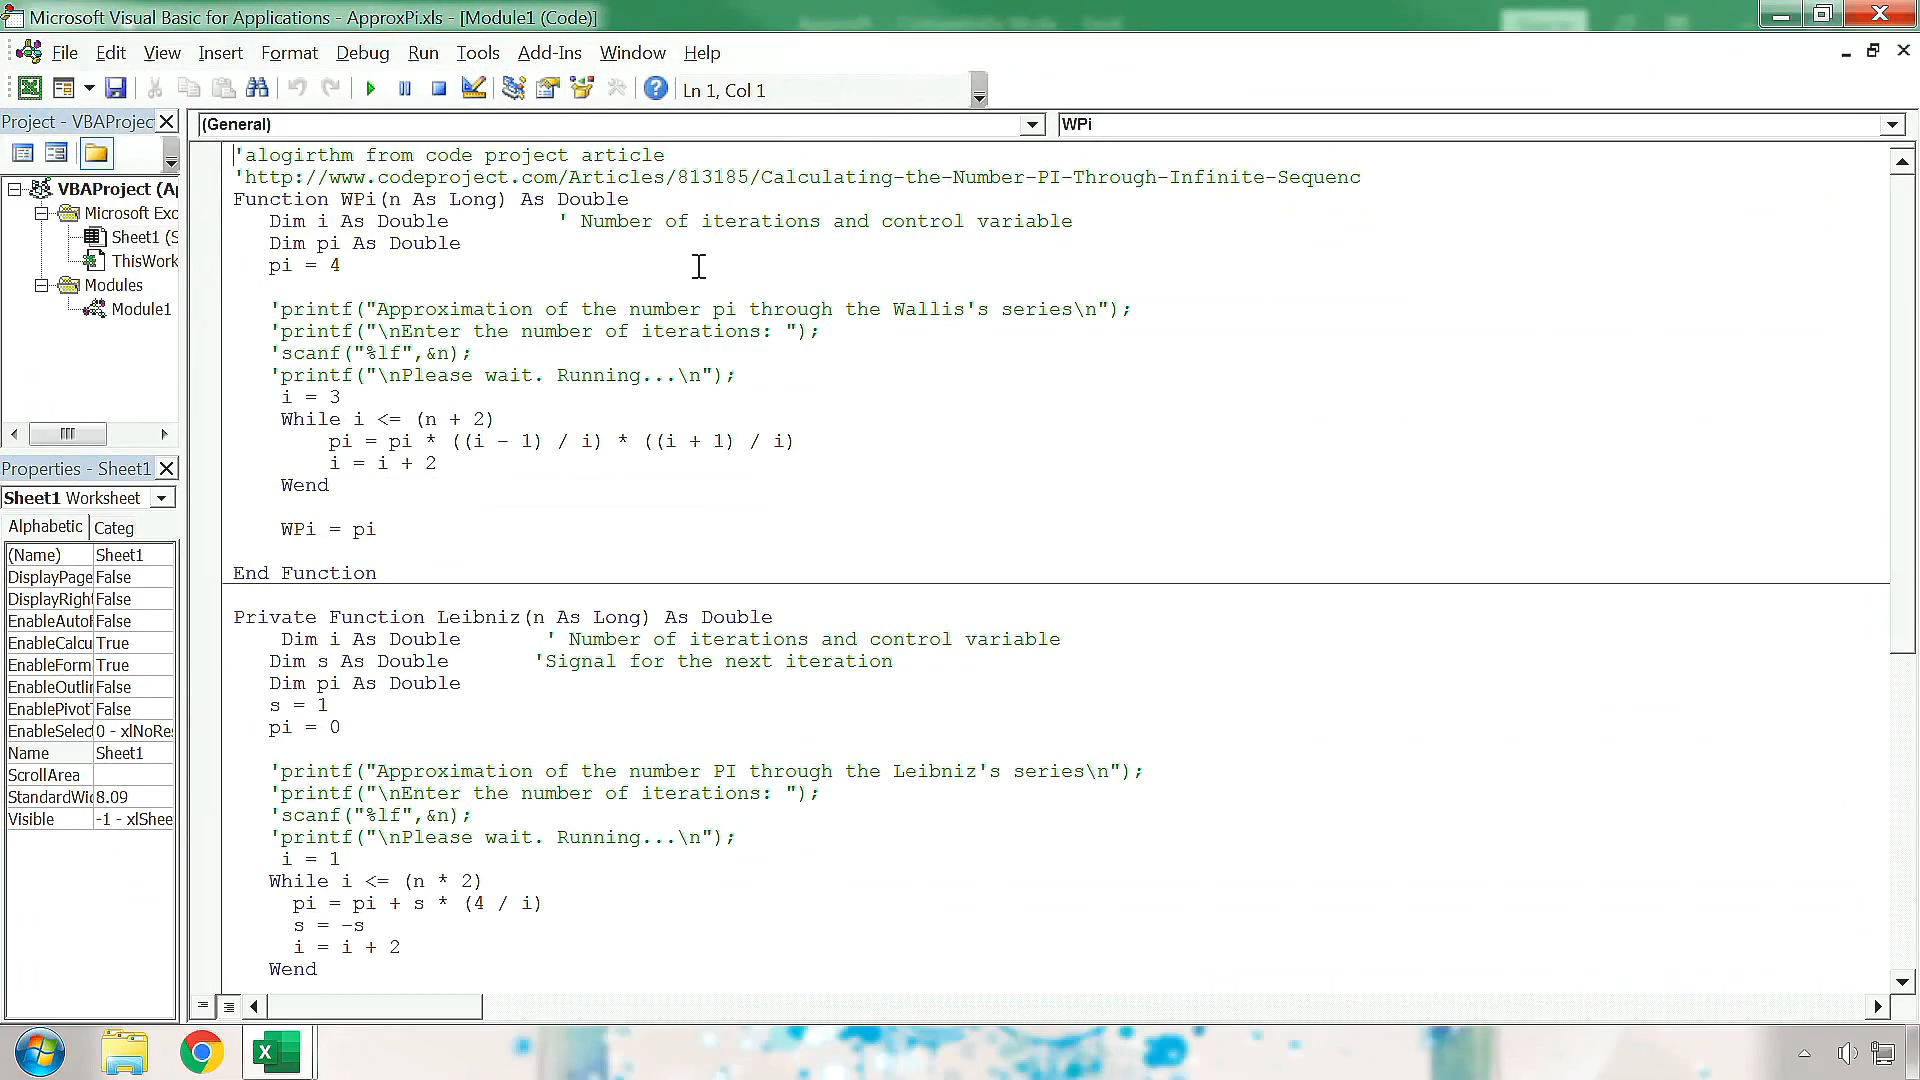 Microsoft Visual Basic for Applications - ApproxPi.xls - [Module1 (Code)]
File Edit View Insert Format Debug Run Tools Add-Ins Window Help
Ln 1, Col 1
Project - VBAProjec
(General)
WPi
VBAProject (A
Microsoft Exc
Sheet1 (S
ThisWork
Modules
Module1
Properties - Sheet1
Sheet1 Worksheet
Alphabetic Categ
(Name) Sheet1
DisplayPage False
DisplayRigh False
EnableAuto False
EnableCalcu True
EnableForm True
EnableOutli False
EnablePivot False
EnableSelec 0 - xlNoRe
Name Sheet1
ScrollArea
StandardWi 8.09
Visible -1 - xlShee
'alogirthm from code project article
'http://www.codeproject.com/Articles/813185/Calculating-the-Number-PI-Through-Infinite-Sequenc
Function WPi(n As Long) As Double
Dim i As Double ' Number of iterations and control variable
Dim pi As Double
pi = 4
'printf("Approximation of the number pi through the Wallis's series\n");
'printf("\nEnter the number of iterations: ");
'scanf("%lf",&n);
'printf("\nPlease wait. Running...\n");
i = 3
While i <= (n + 2)
pi = pi * ((i - 1) / i) * ((i + 1) / i)
i = i + 2
Wend
WPi = pi
End Function
Private Function Leibniz(n As Long) As Double
Dim i As Double ' Number of iterations and control variable
Dim s As Double 'Signal for the next iteration
Dim pi As Double
s = 1
pi = 0
'printf("Approximation of the number PI through the Leibniz's series\n");
'printf("\nEnter the number of iterations: ");
'scanf("%lf",&n);
'printf("\nPlease wait. Running...\n");
i = 1
While i <= (n * 2)
pi = pi + s * (4 / i)
s = -s
i = i + 2
Wend